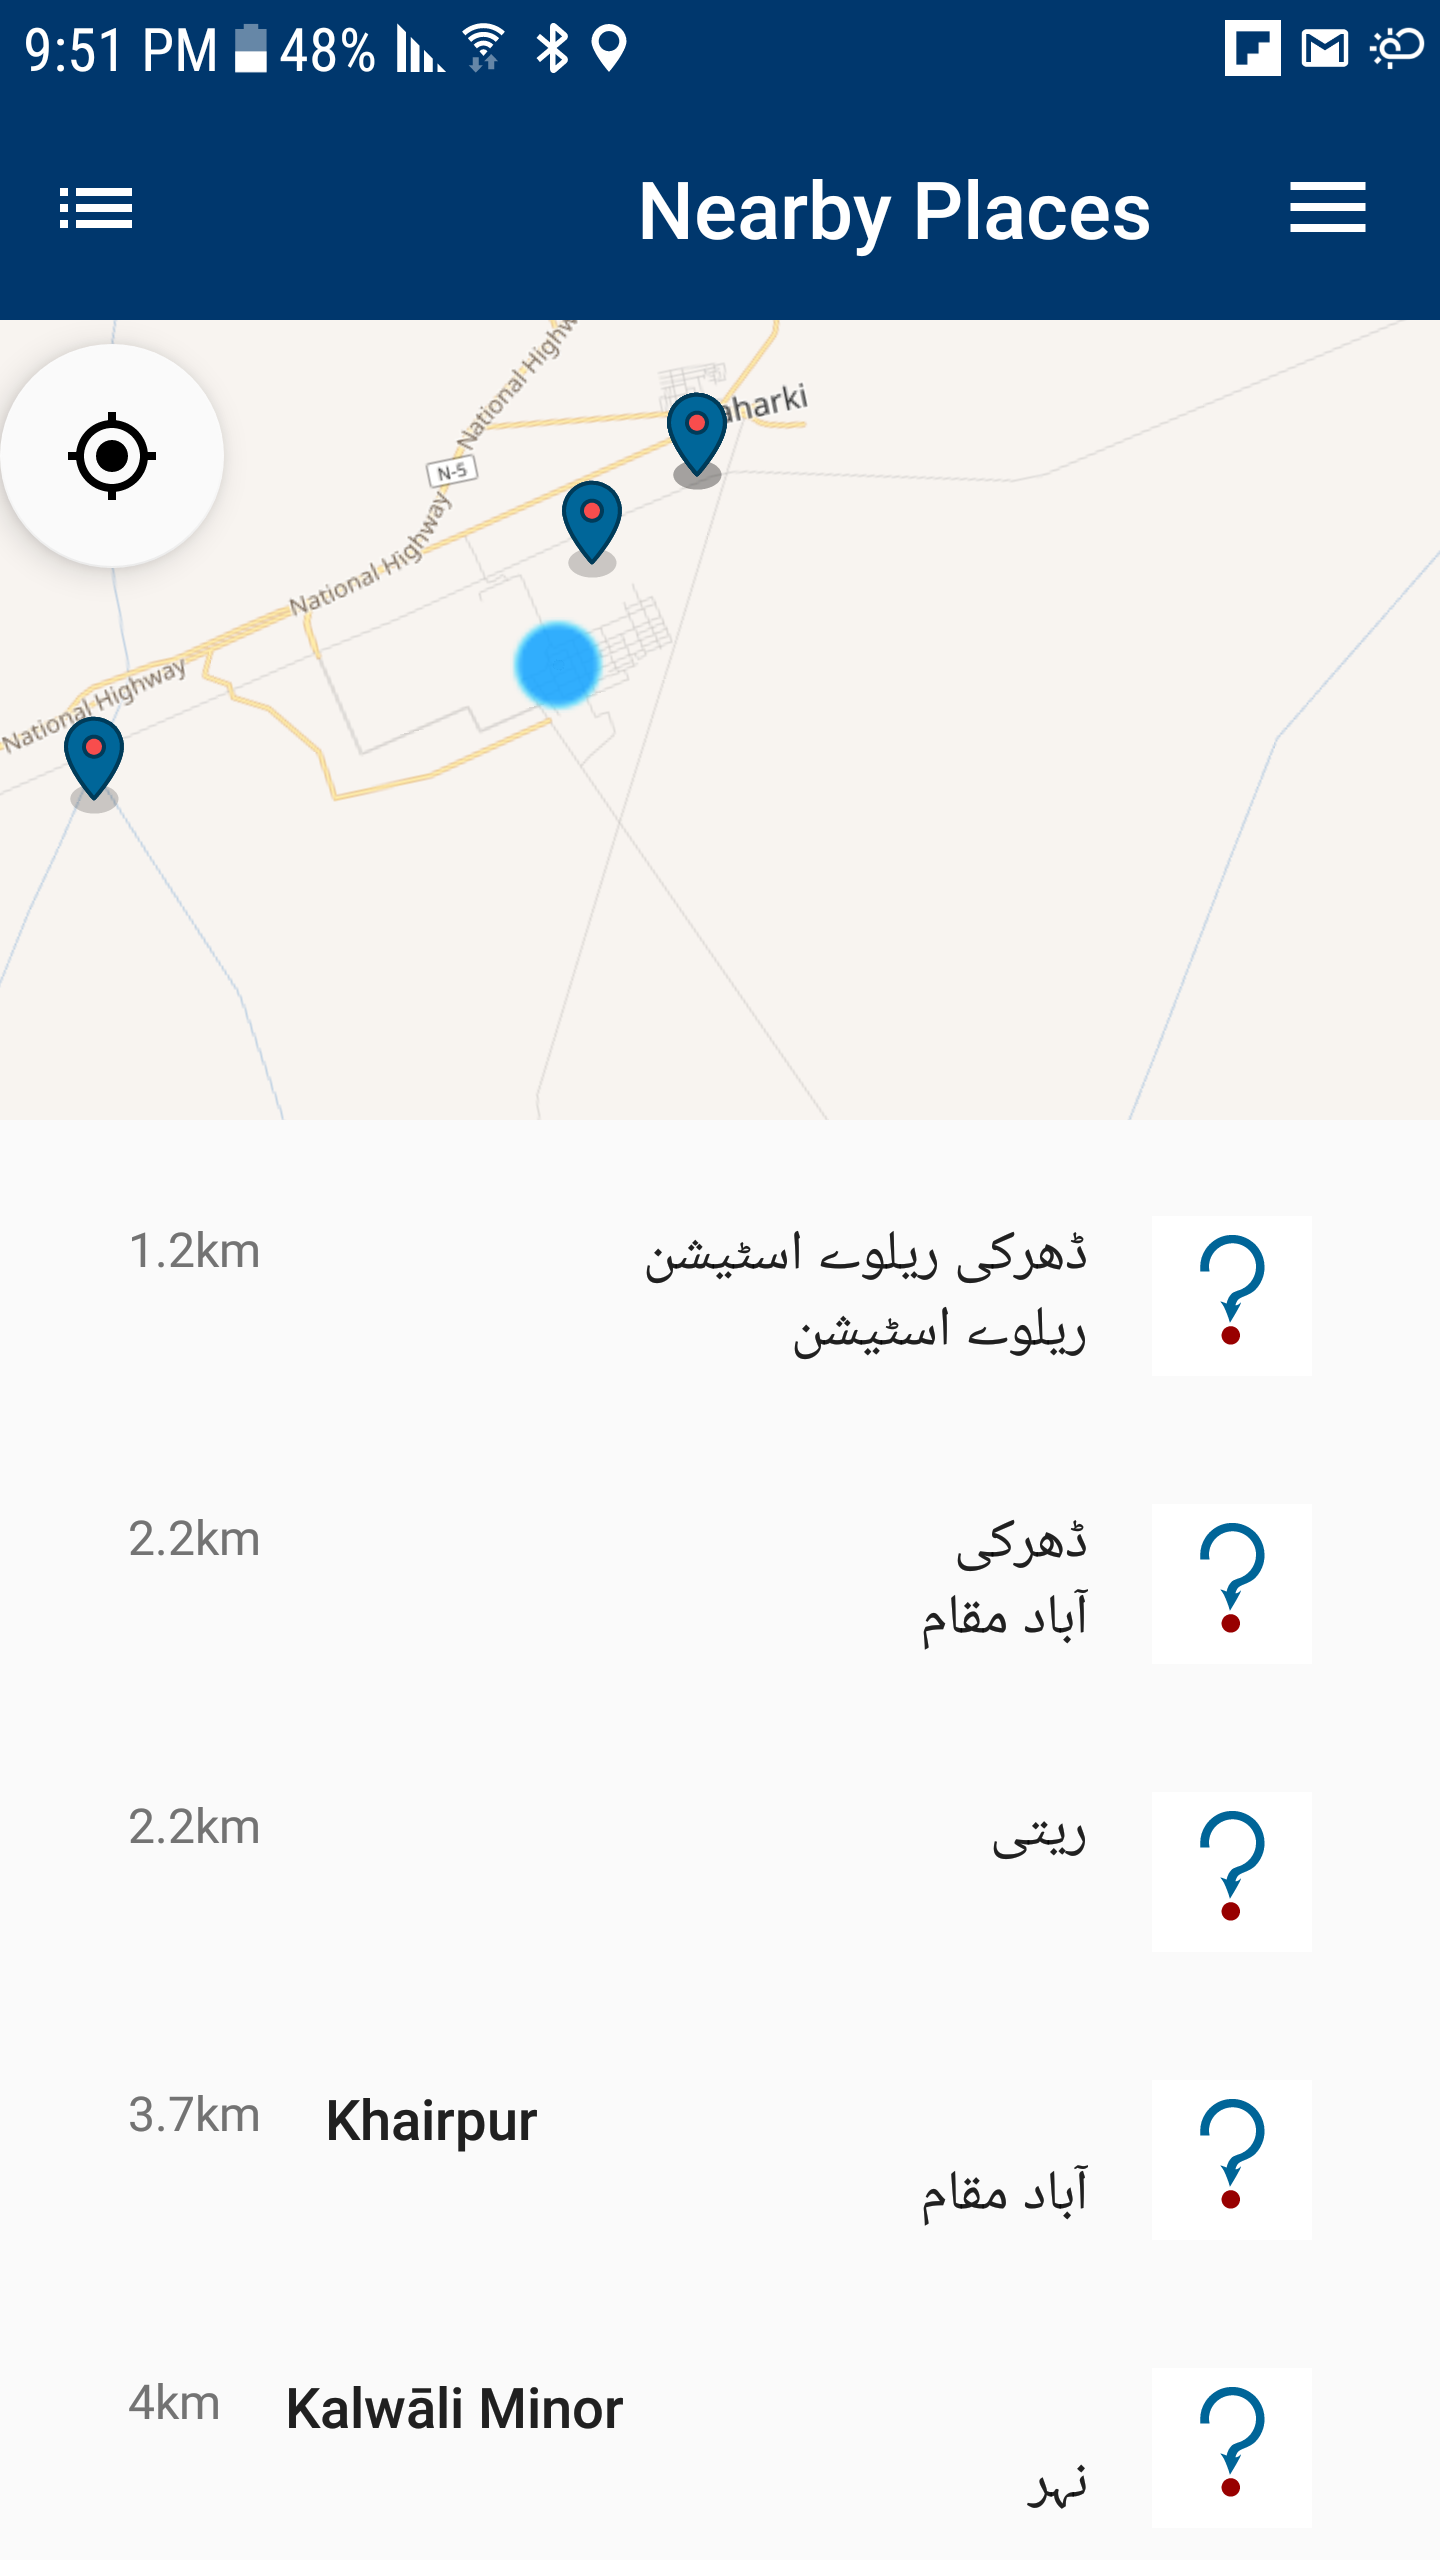 9:51 PM 48%
Nearby Places
National Highw
aharki
N-5
National Highway
National Highway
1.2km ڈھرکی ریلوے اسٹیشن
ریلوے اسٹیشن
2.2km ڈھرکی
آباد مقام
2.2km ریتی
3.7km Khairpur
آباد مقام
4km Kalwāli Minor
نہر